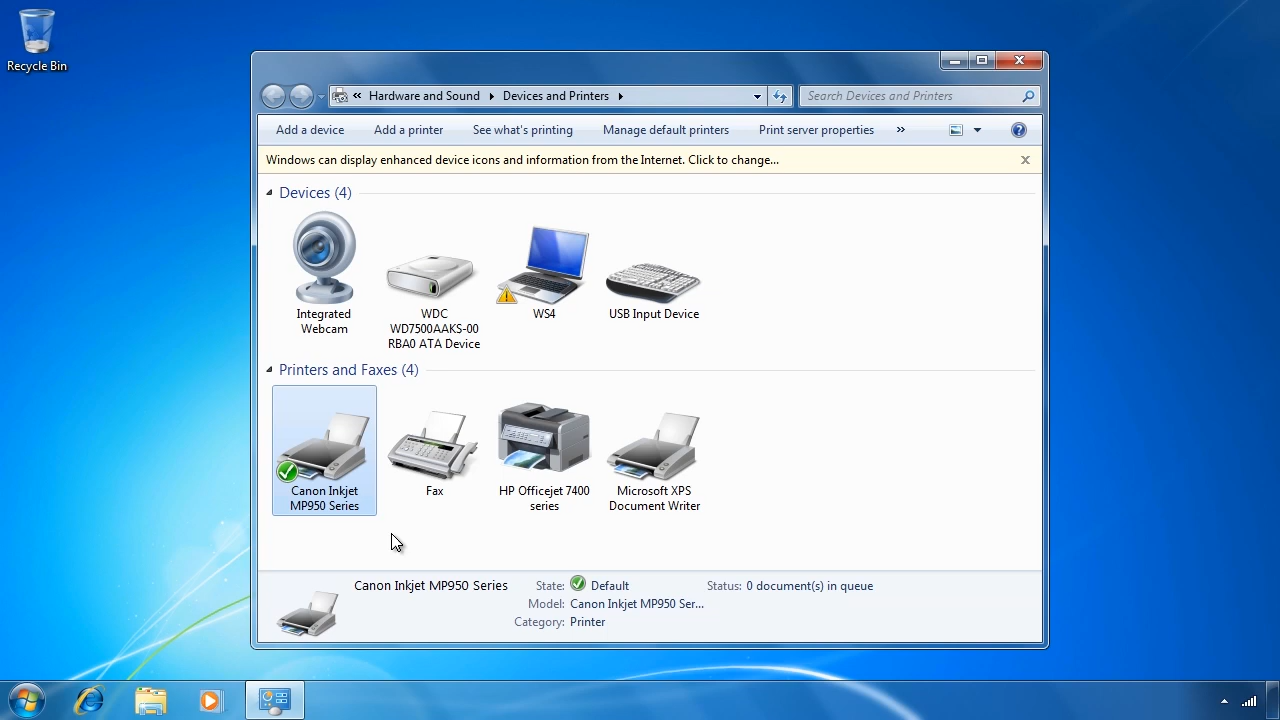 Recycle Bin
« Hardware and Sound ▸ Devices and Printers ▸
Search Devices and Printers
Add a device Add a printer See what's printing Manage default printers Print server properties »
Windows can display enhanced device icons and information from the Internet. Click to change...
Devices (4)
Integrated
Webcam
WDC
WD7500AAKS-00
RBA0 ATA Device
WS4
USB Input Device
Printers and Faxes (4)
Canon Inkjet
MP950 Series
Fax
HP Officejet 7400
series
Microsoft XPS
Document Writer
Canon Inkjet MP950 Series
State: Default
Status: 0 document(s) in queue
Model: Canon Inkjet MP950 Ser...
Category: Printer